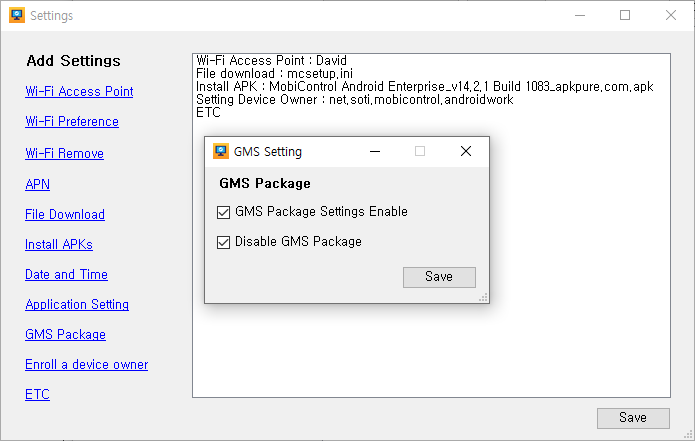 Settings
Add Settings
Wi-Fi Access Point
Wi-Fi Preference
Wi-Fi Remove
APN
File Download
Install APKs
Date and Time
Application Setting
GMS Package
Enroll a device owner
ETC
Wi-Fi Access Point : David
File download : mcsetup.ini
Install APK : MobiControl Android Enterprise_v14.2.1 Build 1083_apkpure.com.apk
Setting Device Owner : net.soti.mobicontrol.androidwork
ETC
GMS Setting
GMS Package
GMS Package Settings Enable
Disable GMS Package
Save
Save